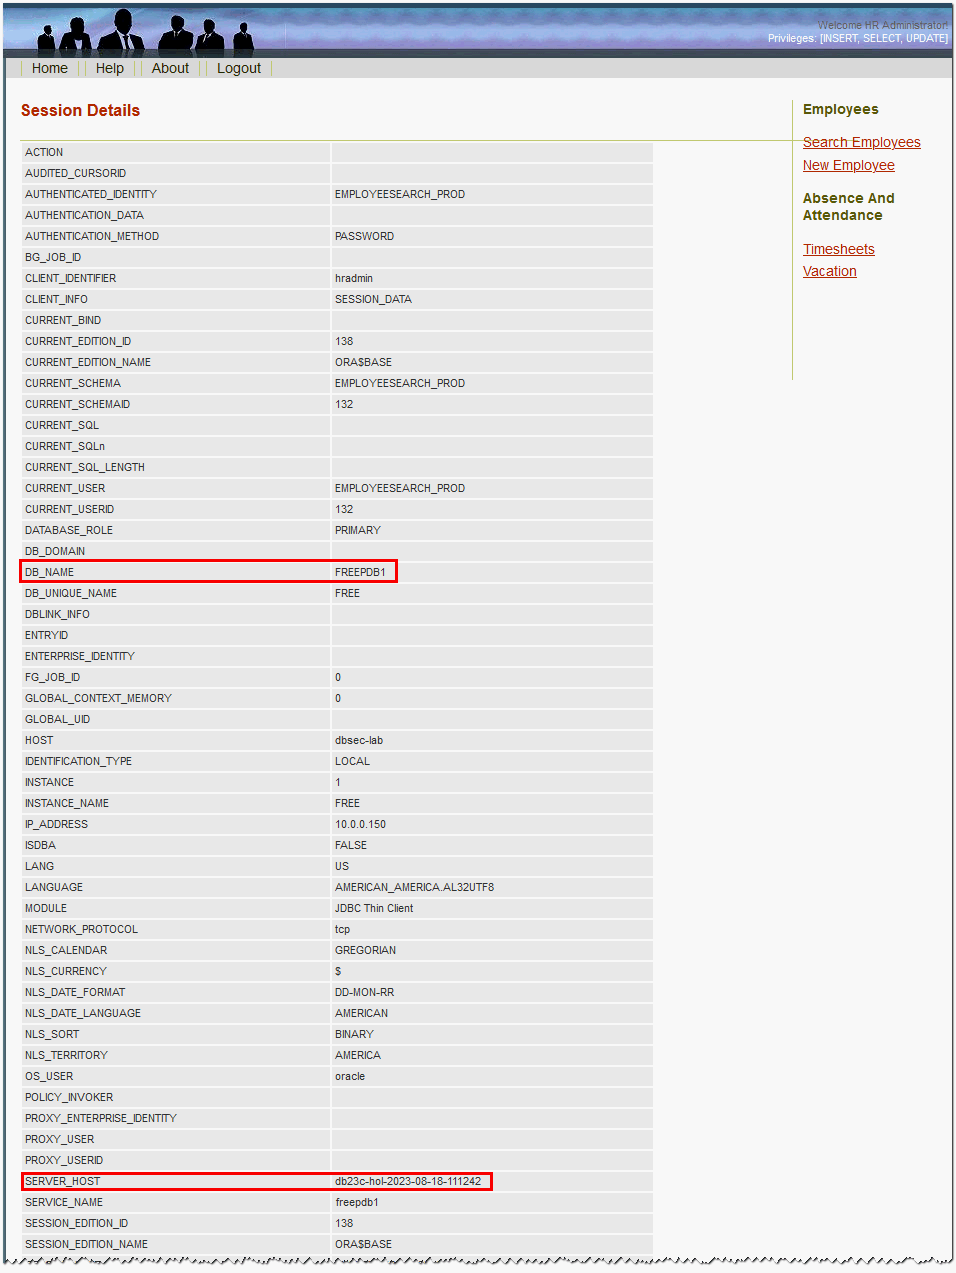 Welcome HR Administrator!
Privileges: [INSERT, SELECT, UPDATE]
Home Help About Logout
Session Details
ACTION
AUDITED_CURSORID
AUTHENTICATED_IDENTITY EMPLOYEESEARCH_PROD
AUTHENTICATION_DATA
AUTHENTICATION_METHOD PASSWORD
BG_JOB_ID
CLIENT_IDENTIFIER hradmin
CLIENT_INFO SESSION_DATA
CURRENT_BIND
CURRENT_EDITION_ID 138
CURRENT_EDITION_NAME ORA$BASE
CURRENT_SCHEMA EMPLOYEESEARCH_PROD
CURRENT_SCHEMAID 132
CURRENT_SQL
CURRENT_SQLn
CURRENT_SQL_LENGTH
CURRENT_USER EMPLOYEESEARCH_PROD
CURRENT_USERID 132
DATABASE_ROLE PRIMARY
DB_DOMAIN
DB_NAME FREEPDB1
DB_UNIQUE_NAME FREE
DBLINK_INFO
ENTRYID
ENTERPRISE_IDENTITY
FG_JOB_ID 0
GLOBAL_CONTEXT_MEMORY 0
GLOBAL_UID
HOST dbsec-lab
IDENTIFICATION_TYPE LOCAL
INSTANCE 1
INSTANCE_NAME FREE
IP_ADDRESS 10.0.0.150
ISDBA FALSE
LANG US
LANGUAGE AMERICAN_AMERICA.AL32UTF8
MODULE JDBC Thin Client
NETWORK_PROTOCOL tcp
NLS_CALENDAR GREGORIAN
NLS_CURRENCY $
NLS_DATE_FORMAT DD-MON-RR
NLS_DATE_LANGUAGE AMERICAN
NLS_SORT BINARY
NLS_TERRITORY AMERICA
OS_USER oracle
POLICY_INVOKER
PROXY_ENTERPRISE_IDENTITY
PROXY_USER
PROXY_USERID
SERVER_HOST db23c-hol-2023-08-18-111242
SERVICE_NAME freepdb1
SESSION_EDITION_ID 138
SESSION_EDITION_NAME ORA$BASE
Employees
Search Employees
New Employee
Absence And
Attendance
Timesheets
Vacation